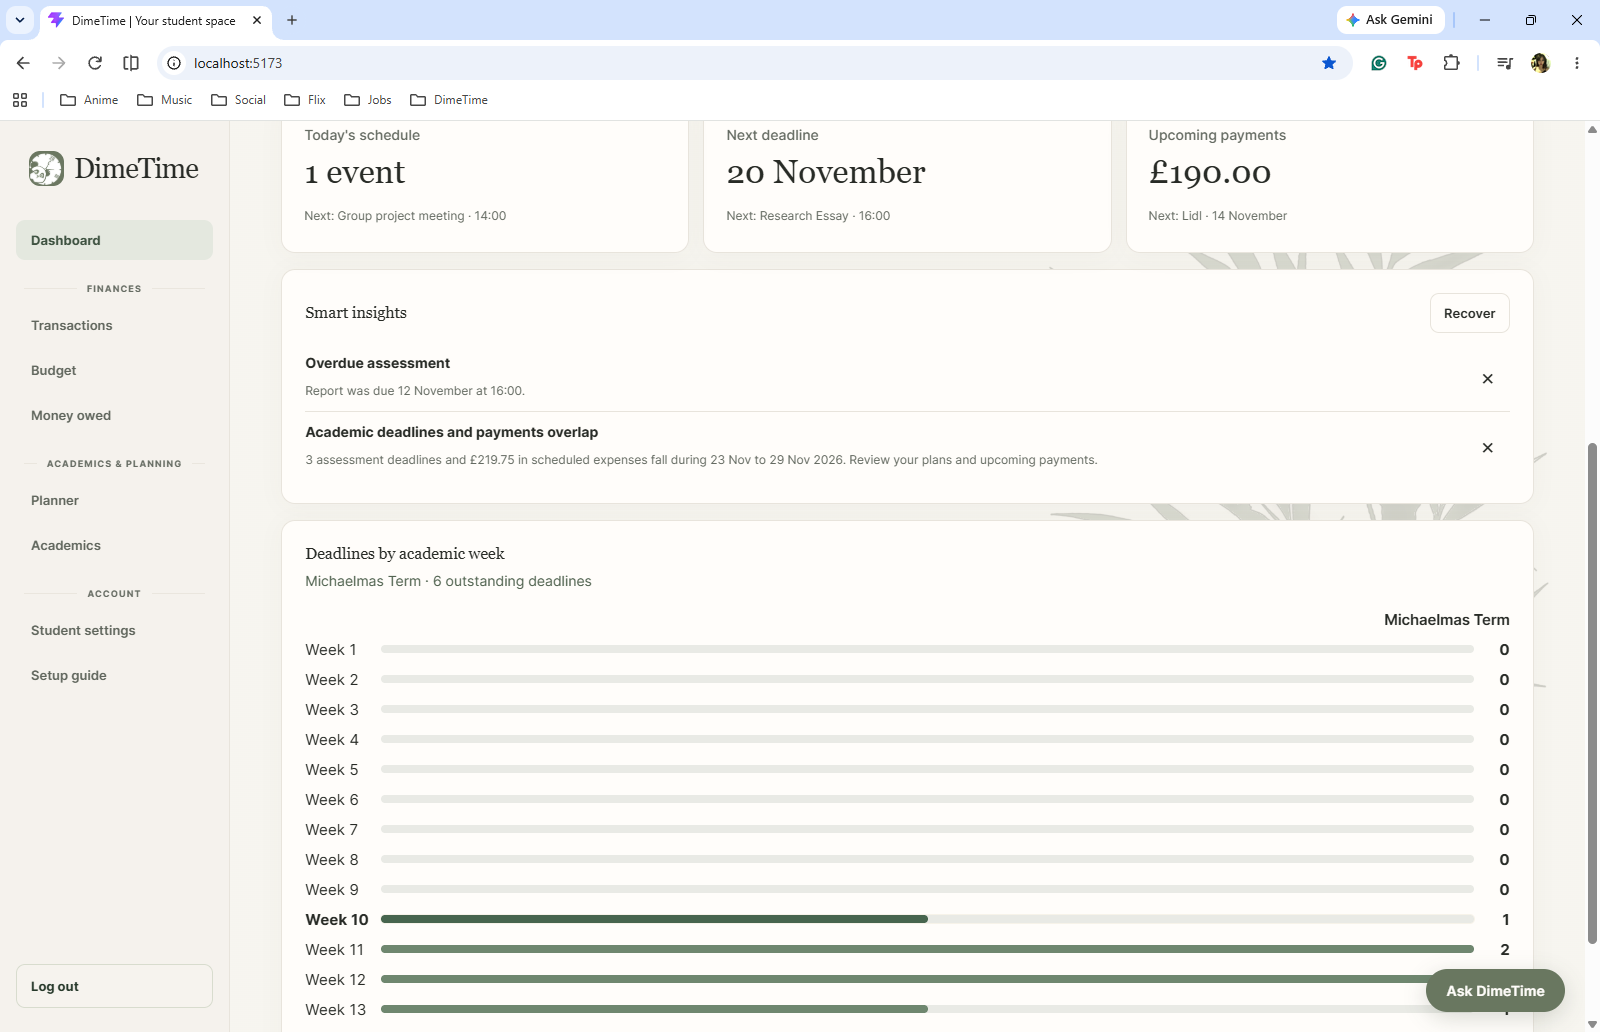 DimeTime | Your student space
Ask Gemini
localhost:5173
Anime
Music
Social
Flix
Jobs
DimeTime
DimeTime
Dashboard
FINANCES
Transactions
Budget
Money owed
ACADEMICS & PLANNING
Planner
Academics
ACCOUNT
Student settings
Setup guide
Log out
Today's schedule
1 event
Next: Group project meeting · 14:00
Next deadline
20 November
Next: Research Essay · 16:00
Upcoming payments
£190.00
Next: Lidl · 14 November
Smart insights
Recover
Overdue assessment
Report was due 12 November at 16:00.
Academic deadlines and payments overlap
3 assessment deadlines and £219.75 in scheduled expenses fall during 23 Nov to 29 Nov 2026. Review your plans and upcoming payments.
Deadlines by academic week
Michaelmas Term · 6 outstanding deadlines
Michaelmas Term
Week 1 0
Week 2 0
Week 3 0
Week 4 0
Week 5 0
Week 6 0
Week 7 0
Week 8 0
Week 9 0
Week 10 1
Week 11 2
Week 12
Week 13
Ask DimeTime